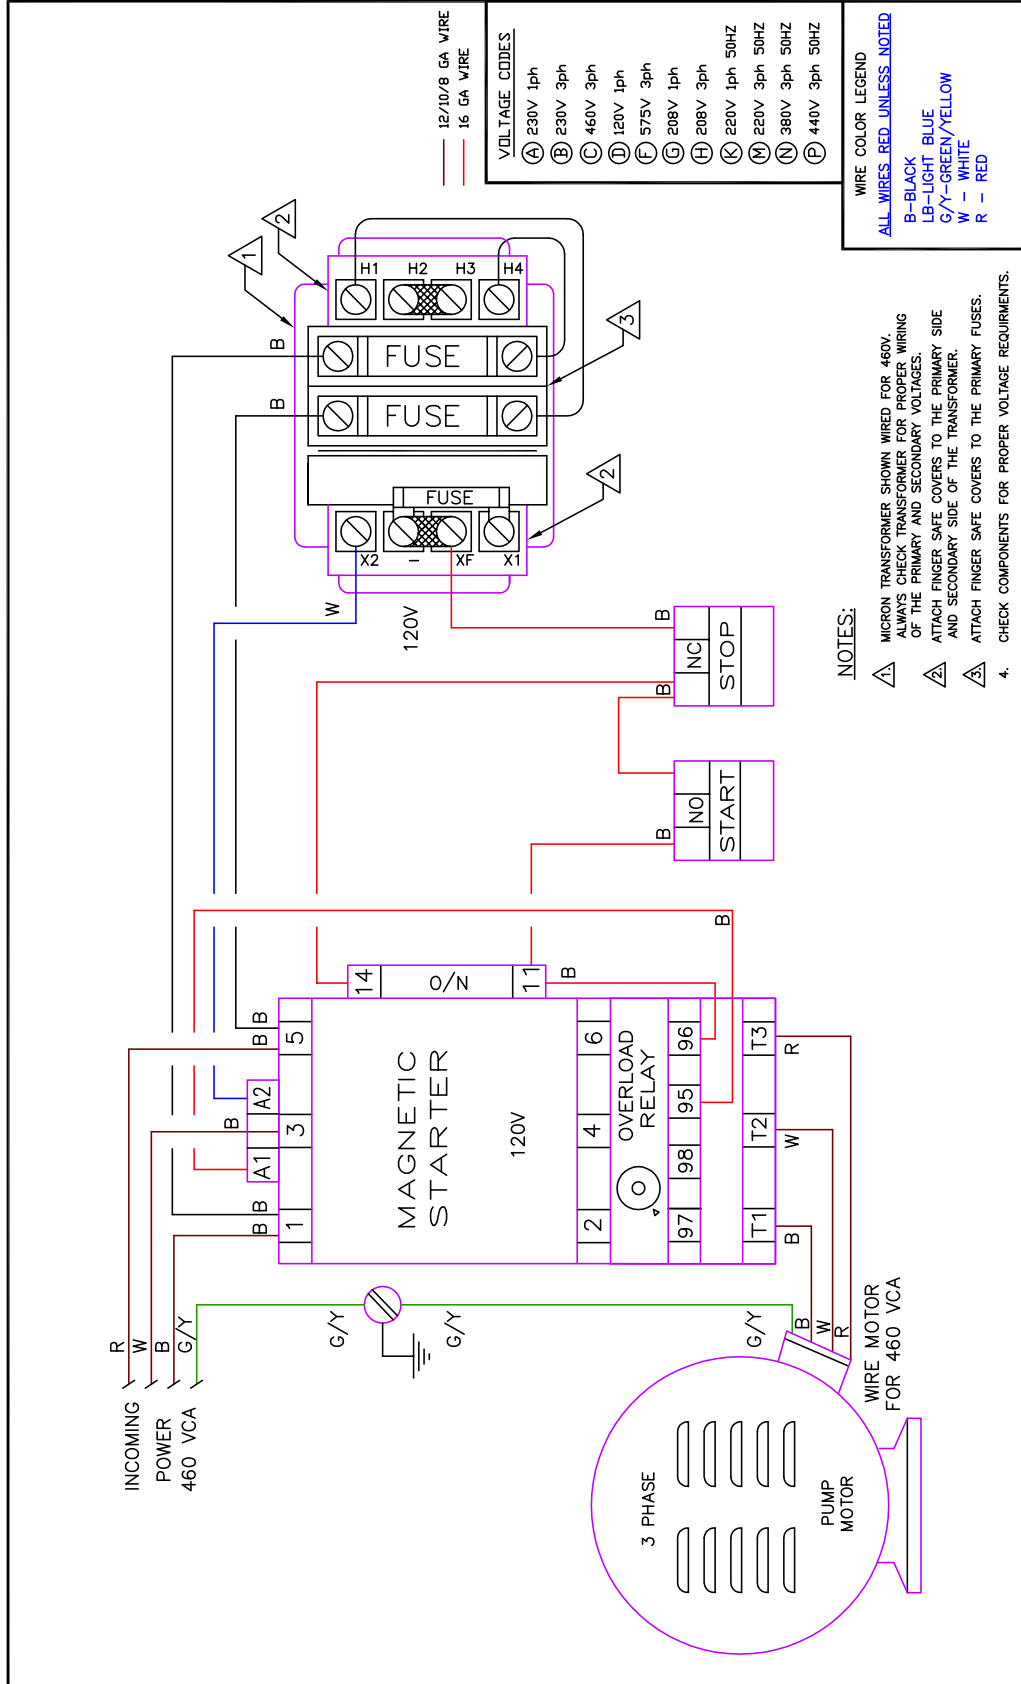 12/10/8 GA WIRE
16 GA WIRE
VOLTAGE CODES
A 230V 1ph
B 230V 3ph
C 460V 3ph
D 120V 1ph
F 575V 3ph
G 208V 1ph
H 208V 3ph
K 220V 1ph 50HZ
M 220V 3ph 50HZ
N 380V 3ph 50HZ
P 440V 3ph 50HZ
WIRE COLOR LEGEND
ALL WIRES RED UNLESS NOTED
B-BLACK
LB-LIGHT BLUE
G/Y-GREEN/YELLOW
W - WHITE
R - RED
NOTES:
1. MICRON TRANSFORMER SHOWN WIRED FOR 460V.
ALWAYS CHECK TRANSFORMER FOR PROPER WIRING
OF THE PRIMARY AND SECONDARY VOLTAGES.
2. ATTACH FINGER SAFE COVERS TO THE PRIMARY SIDE
AND SECONDARY SIDE OF THE TRANSFORMER.
3. ATTACH FINGER SAFE COVERS TO THE PRIMARY FUSES.
4. CHECK COMPONENTS FOR PROPER VOLTAGE REQUIRMENTS.
1
2
3
2
H1
H2
H3
H4
FUSE
FUSE
FUSE
X2
-
XF
X1
B
B
W
120V
B
NC
B
STOP
NO
B
START
14
O/N
11
B
B
B
B
5
A2
B
3
A1
B
B
1
MAGNETIC
STARTER
120V
6
4
2
OVERLOAD
RELAY
96
95
98
97
T3
T2
T1
R
W
B
INCOMING
POWER
460 VCA
R
W
B
G/Y
G/Y
G/Y
G/Y
B
W
R
WIRE MOTOR
FOR 460 VCA
3 PHASE
PUMP
MOTOR